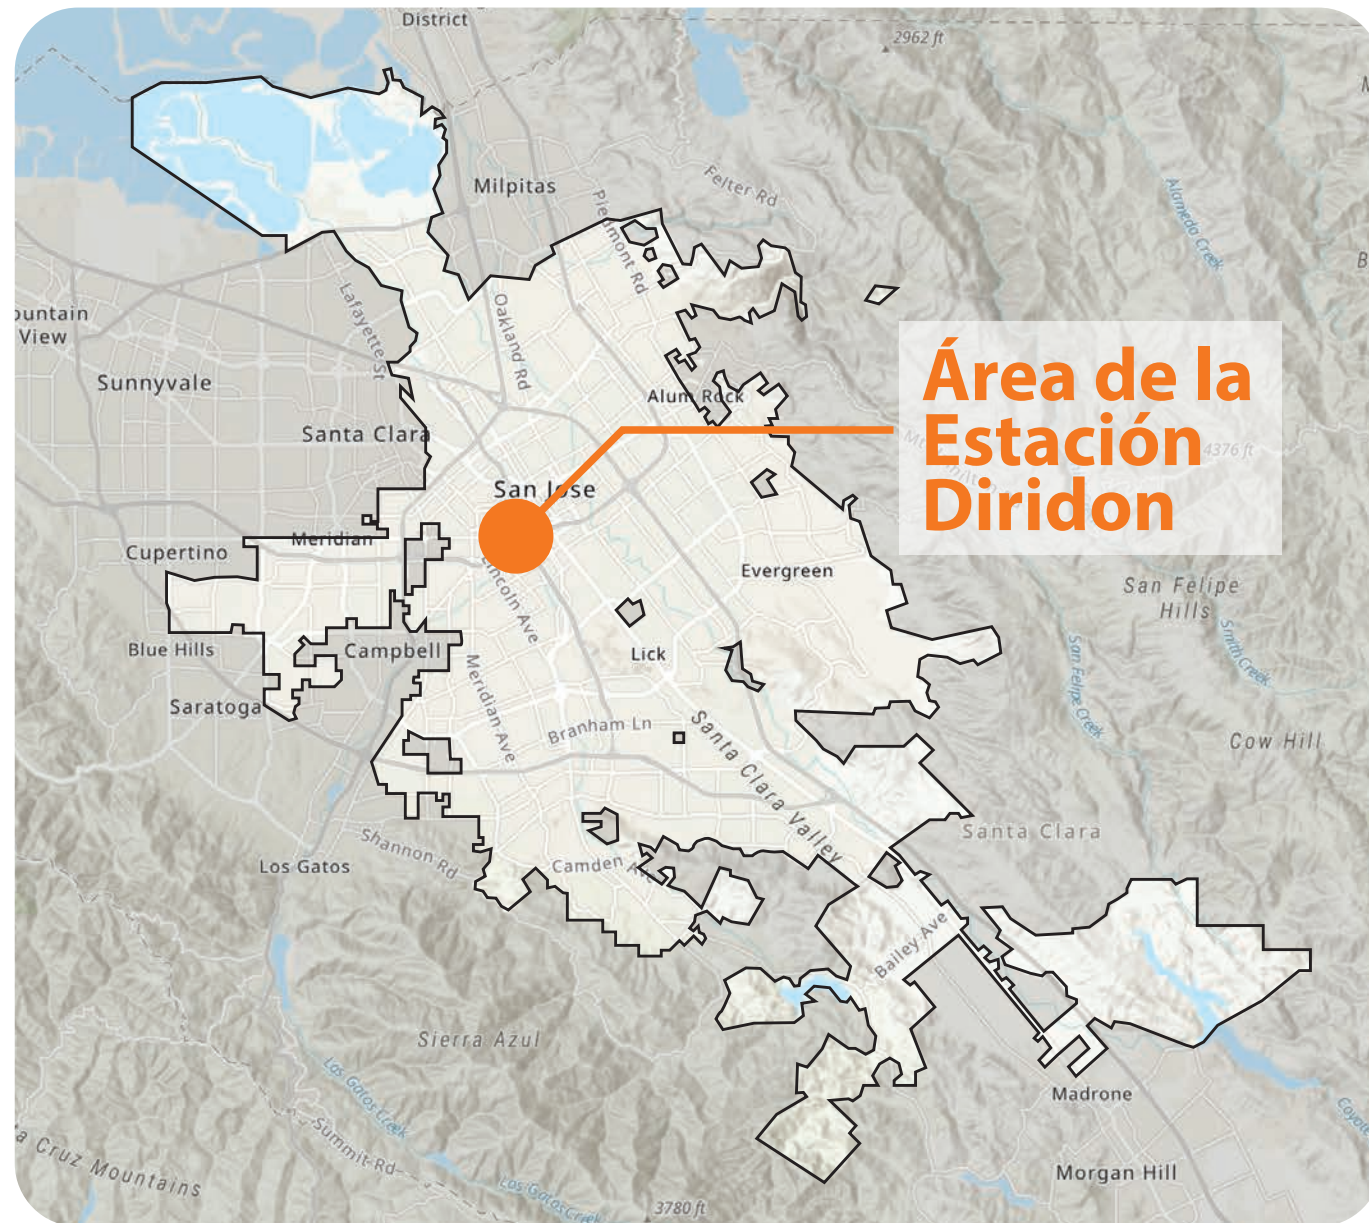 District
2962 ft
Milpitas
Felter Rd
Piedmont Rd
Alameda Creek
Lafayette St
Oakland Rd
View
Sunnyvale
Alum Rock
Santa Clara
Área de la
Estación
Diridon
4376 ft
San Jose
Meridian
Cupertino
Evergreen
San Felipe
Hills
Lincoln Ave
Smith Creek
San Felipe Creek
Blue Hills
Campbell
Lick
Saratoga
Meridian Ave
Branham Ln
Santa Clara Valley
Cow Hill
Santa Clara
Shannon Rd
Los Gatos
Camden Ave
Bailey Ave
Sierra Azul
Los Gatos Creek
Madrone
Summit Rd
Cruz Mountains
Morgan Hill
Los Gatos Creek
3780 ft